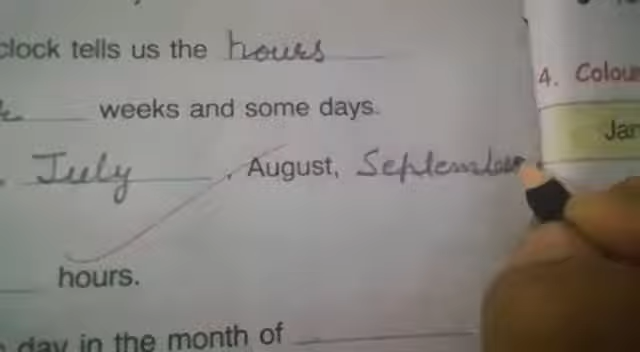 clock tells us the hours
weeks and some days.
July, August, September
hours.
day in the month of
4. Colour
Jan